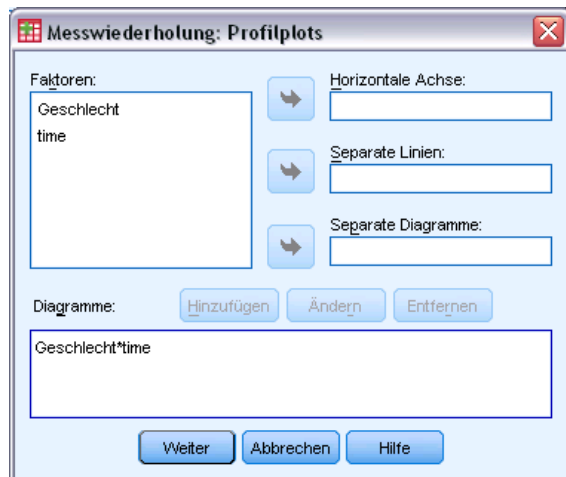 Messwiederholung: Profilplots
Faktoren:
Geschlecht
time
Horizontale Achse:
Separate Linien:
Separate Diagramme:
Diagramme:
Hinzufügen
Ändern
Entfernen
Geschlecht*time
Weiter
Abbrechen
Hilfe